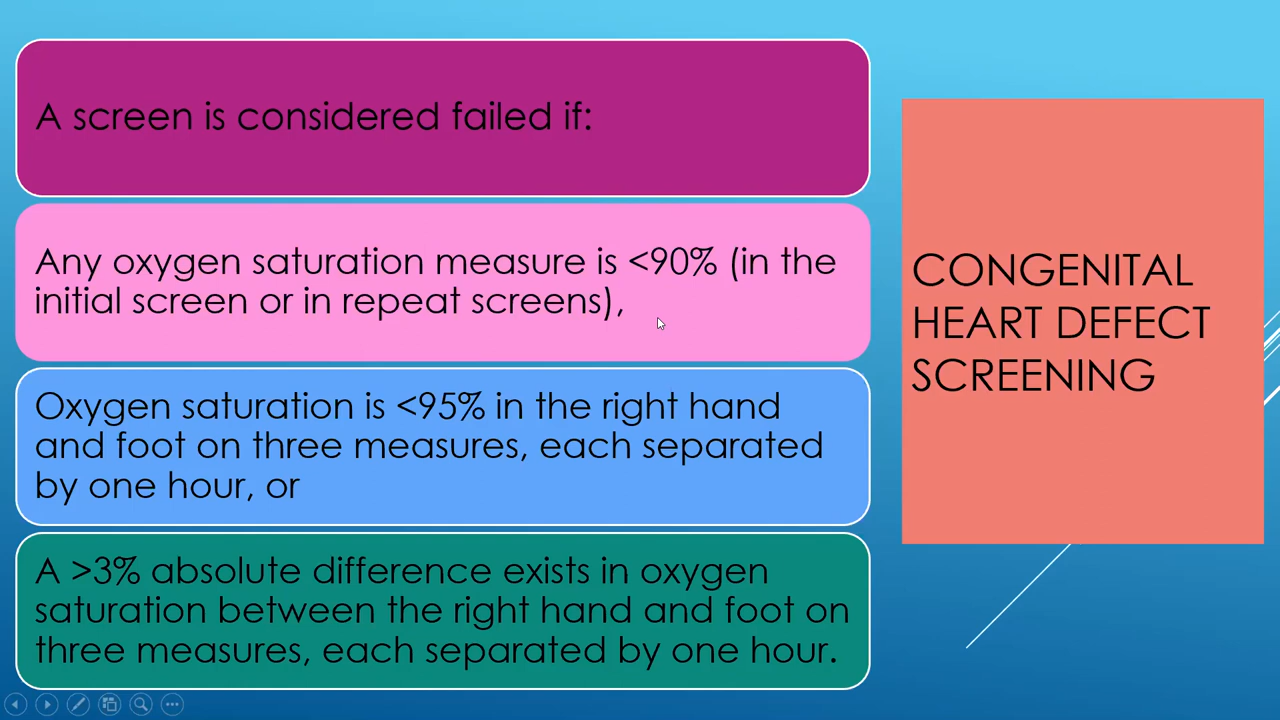 A screen is considered failed if:
Any oxygen saturation measure is <90% (in the
initial screen or in repeat screens),
Oxygen saturation is <95% in the right hand
and foot on three measures, each separated
by one hour, or
A >3% absolute difference exists in oxygen
saturation between the right hand and foot on
three measures, each separated by one hour.
CONGENITAL
HEART DEFECT
SCREENING